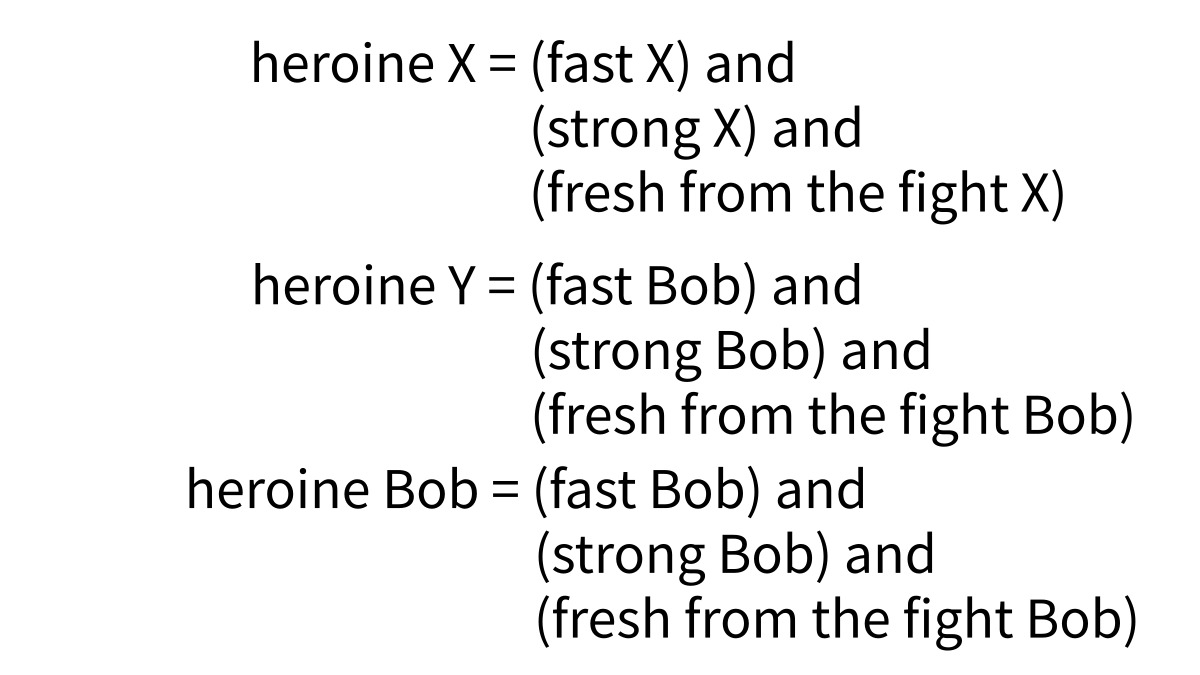 heroine X = (fast X) and
(strong X) and
(fresh from the fight X)
heroine Y = (fast Bob) and
(strong Bob) and
(fresh from the fight Bob)
heroine Bob = (fast Bob) and
(strong Bob) and
(fresh from the fight Bob)